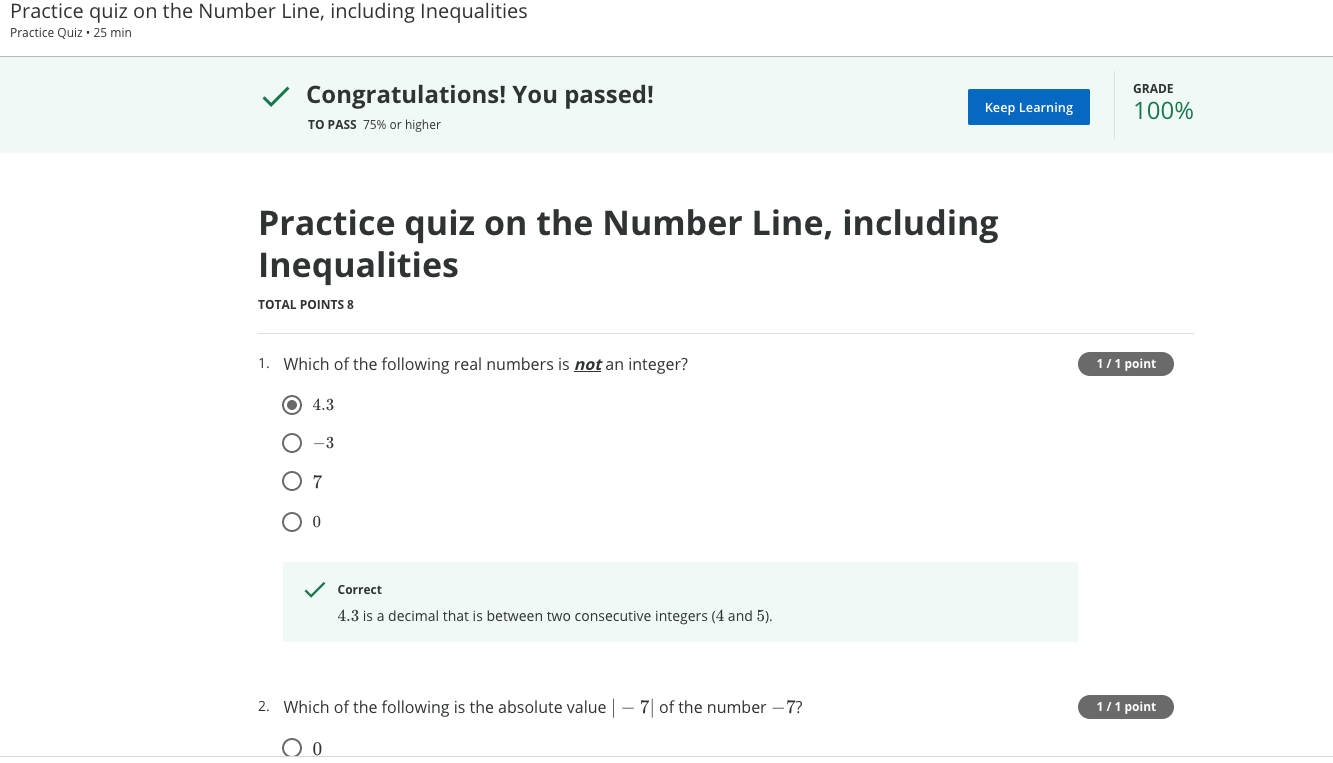 Practice quiz on the Number Line, including Inequalities
Practice Quiz • 25 min
Congratulations! You passed!
TO PASS 75% or higher
Keep Learning
GRADE
100%
Practice quiz on the Number Line, including
Inequalities
TOTAL POINTS 8
1. Which of the following real numbers is not an integer?
1 / 1 point
4.3
−3
7
0
Correct
4.3 is a decimal that is between two consecutive integers (4 and 5).
2. Which of the following is the absolute value | − 7| of the number −7?
1 / 1 point
0